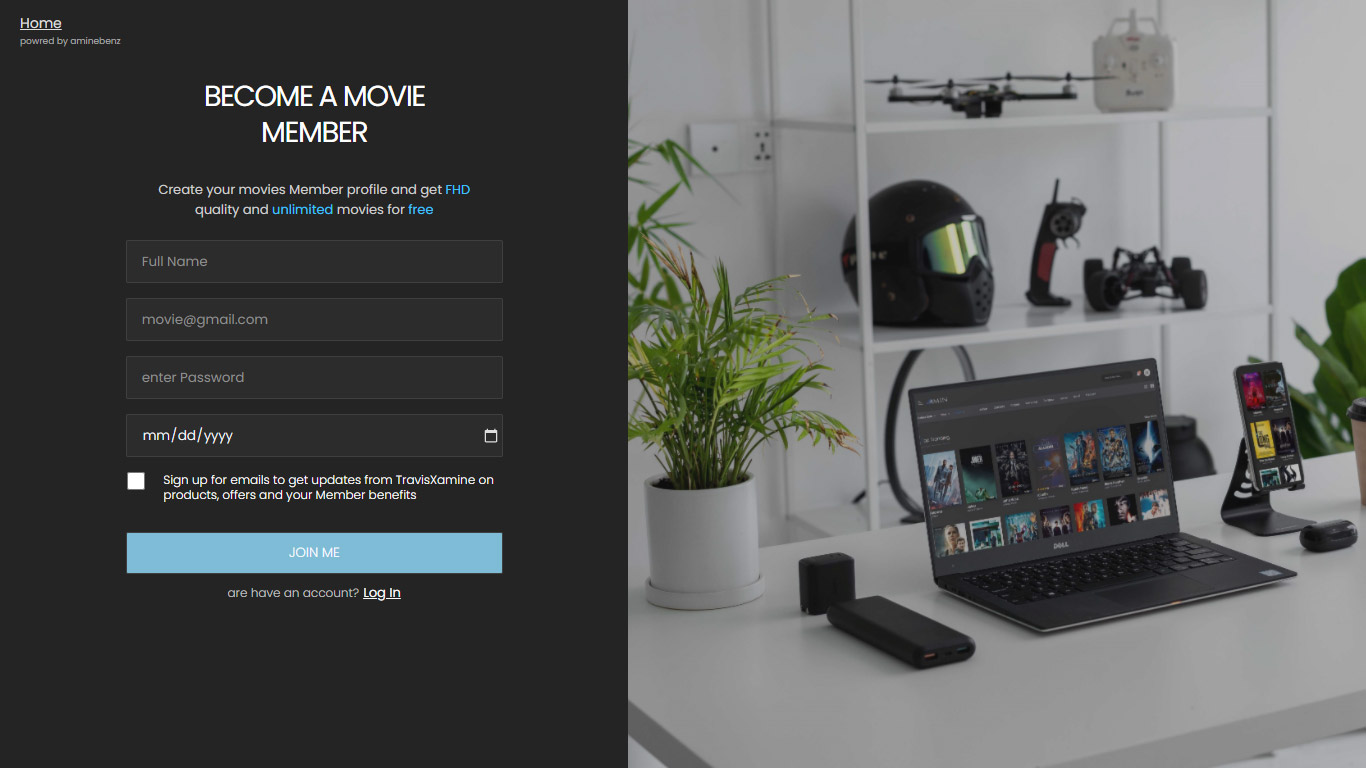 Home
powred by aminebenz
BECOME A MOVIE
MEMBER
Create your movies Member profile and get FHD
quality and unlimited movies for free
Full Name
movie@gmail.com
enter Password
mm/dd/yyyy
Sign up for emails to get updates from TravisXamine on
products, offers and your Member benefits
JOIN ME
are have an account? Log In
DELL